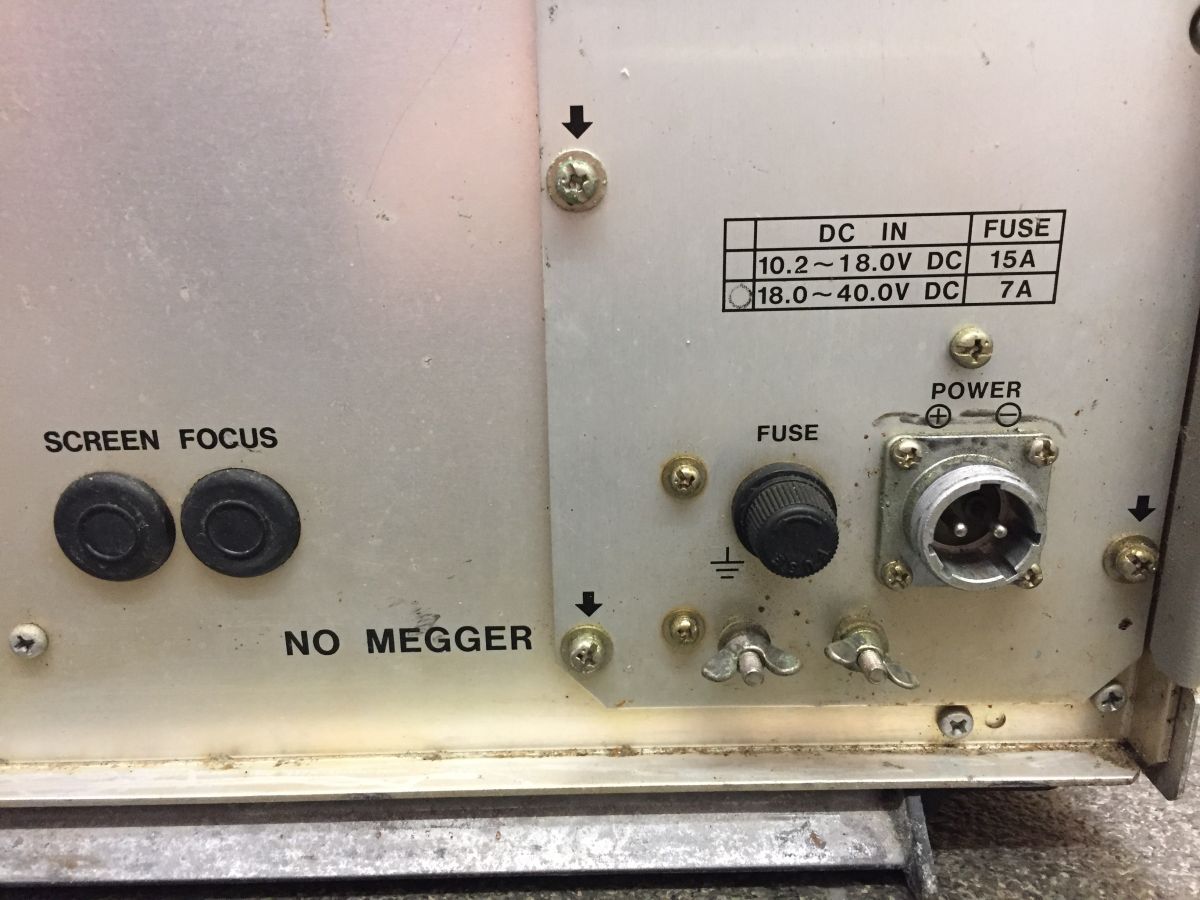 DC IN FUSE
10.2~18.0V DC 15A
18.0~40.0V DC 7A
POWER
+ −
FUSE
SCREEN FOCUS
FUSE
NO MEGGER